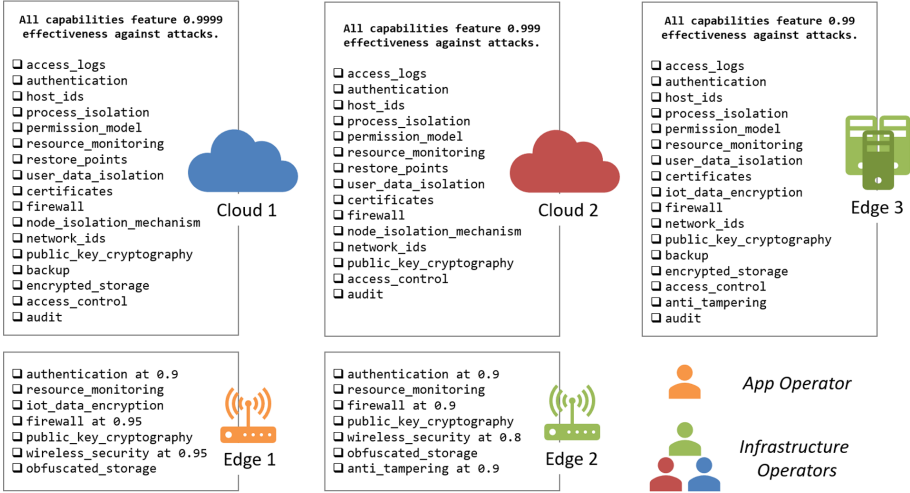 All capabilities feature 0.9999
effectiveness against attacks.
access_logs
authentication
host_ids
process_isolation
permission_model
resource_monitoring
restore_points
user_data_isolation
certificates
firewall
node_isolation_mechanism
network_ids
public_key_cryptography
backup
encrypted_storage
access_control
audit
Cloud 1
All capabilities feature 0.999
effectiveness against attacks.
access_logs
authentication
host_ids
process_isolation
permission_model
resource_monitoring
restore_points
user_data_isolation
certificates
firewall
node_isolation_mechanism
network_ids
public_key_cryptography
access_control
audit
Cloud 2
All capabilities feature 0.99
effectiveness against attacks.
access_logs
authentication
host_ids
process_isolation
permission_model
resource_monitoring
user_data_isolation
certificates
iot_data_encryption
firewall
network_ids
public_key_cryptography
backup
encrypted_storage
access_control
anti_tampering
audit
Edge 3
authentication at 0.9
resource_monitoring
iot_data_encryption
firewall at 0.95
public_key_cryptography
wireless_security at 0.95
obfuscated_storage
Edge 1
authentication at 0.9
resource_monitoring
firewall at 0.9
public_key_cryptography
wireless_security at 0.8
obfuscated_storage
anti_tampering at 0.9
Edge 2
App Operator
Infrastructure
Operators